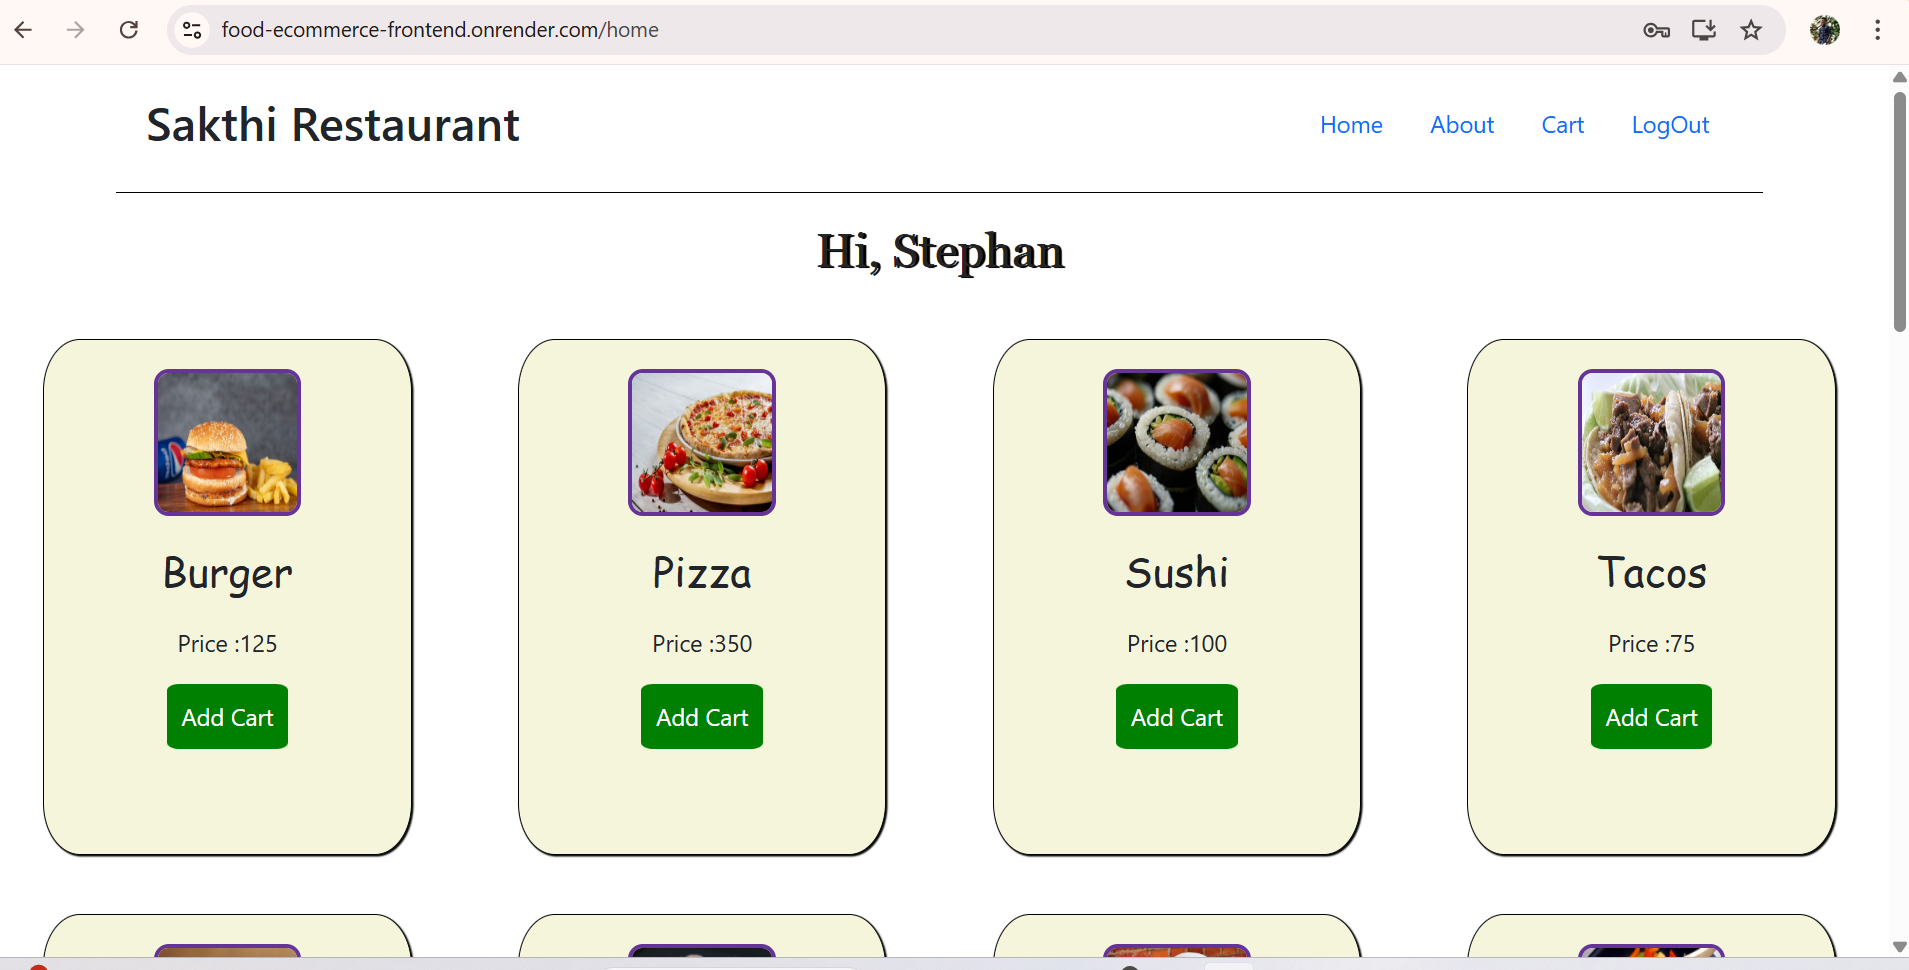 food-ecommerce-frontend.onrender.com/home
Sakthi Restaurant
Home About Cart LogOut
Hi, Stephan
Burger Pizza Sushi Tacos
Price :125 Price :350 Price :100 Price :75
Add Cart Add Cart Add Cart Add Cart